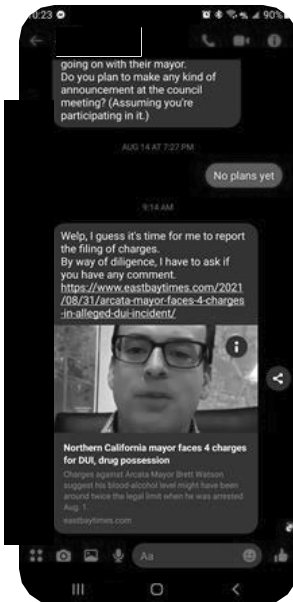 10:23
90%
going on with their mayor.
Do you plan to make any kind of
announcement at the council
meeting? (Assuming you're
participating in it.)
AUG 14 AT 7:27 PM
No plans yet
9:14 AM
Welp, I guess it's time for me to report
the filing of charges.
By way of diligence, I have to ask if
you have any comment.
https://www.eastbaytimes.com/2021
/08/31/arcata-mayor-faces-4-charges
-in-alleged-dui-incident/
Northern California mayor faces 4 charges
for DUI, drug possession
Charges against Arcata Mayor Brett Watson
suggest his blood-alcohol level might have been
around twice the legal limit when he was arrested
Aug. 1.
eastbaytimes.com
Aa